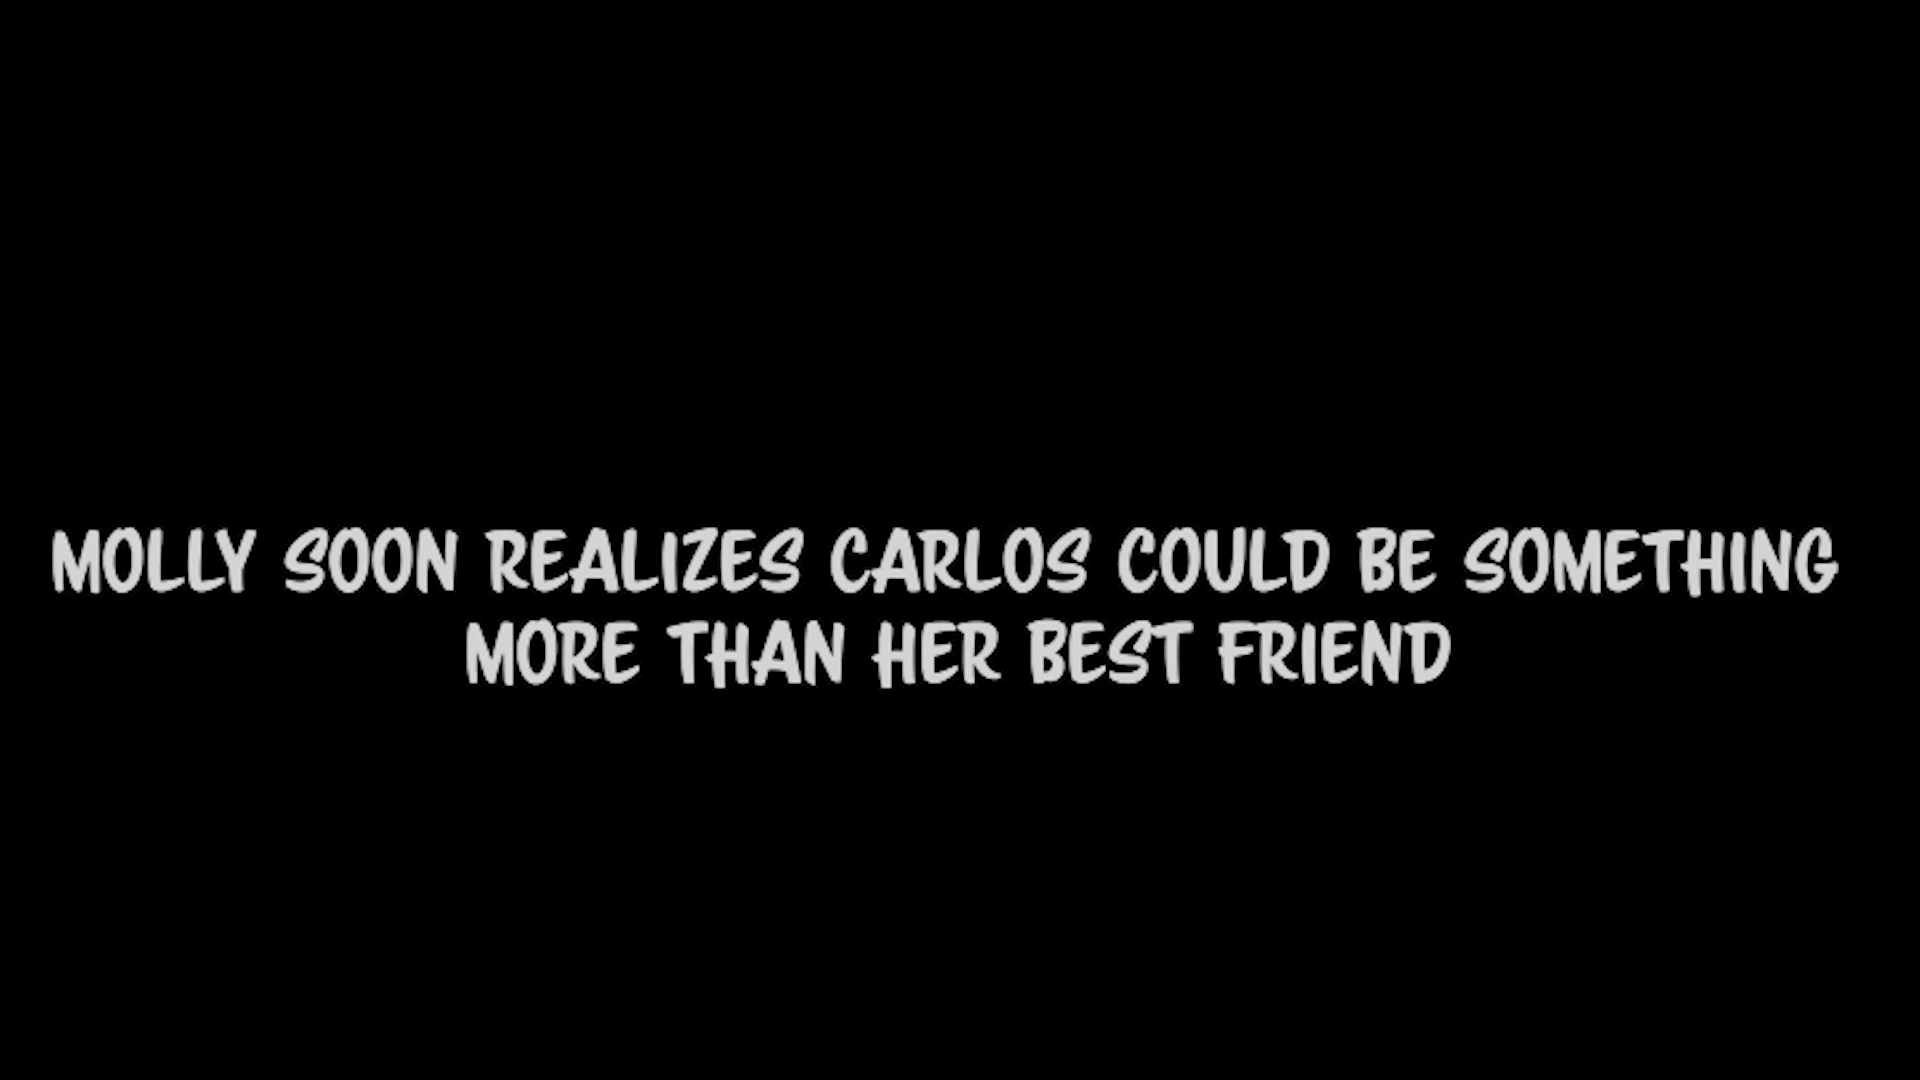 MOLLY SOON REALIZES CARLOS COULD BE SOMETHING
MORE THAN HER BEST FRIEND